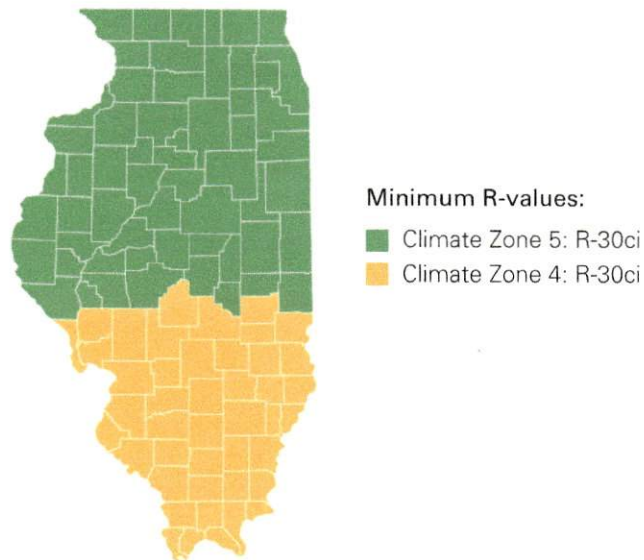 Minimum R-values:
Climate Zone 5: R-30ci
Climate Zone 4: R-30ci